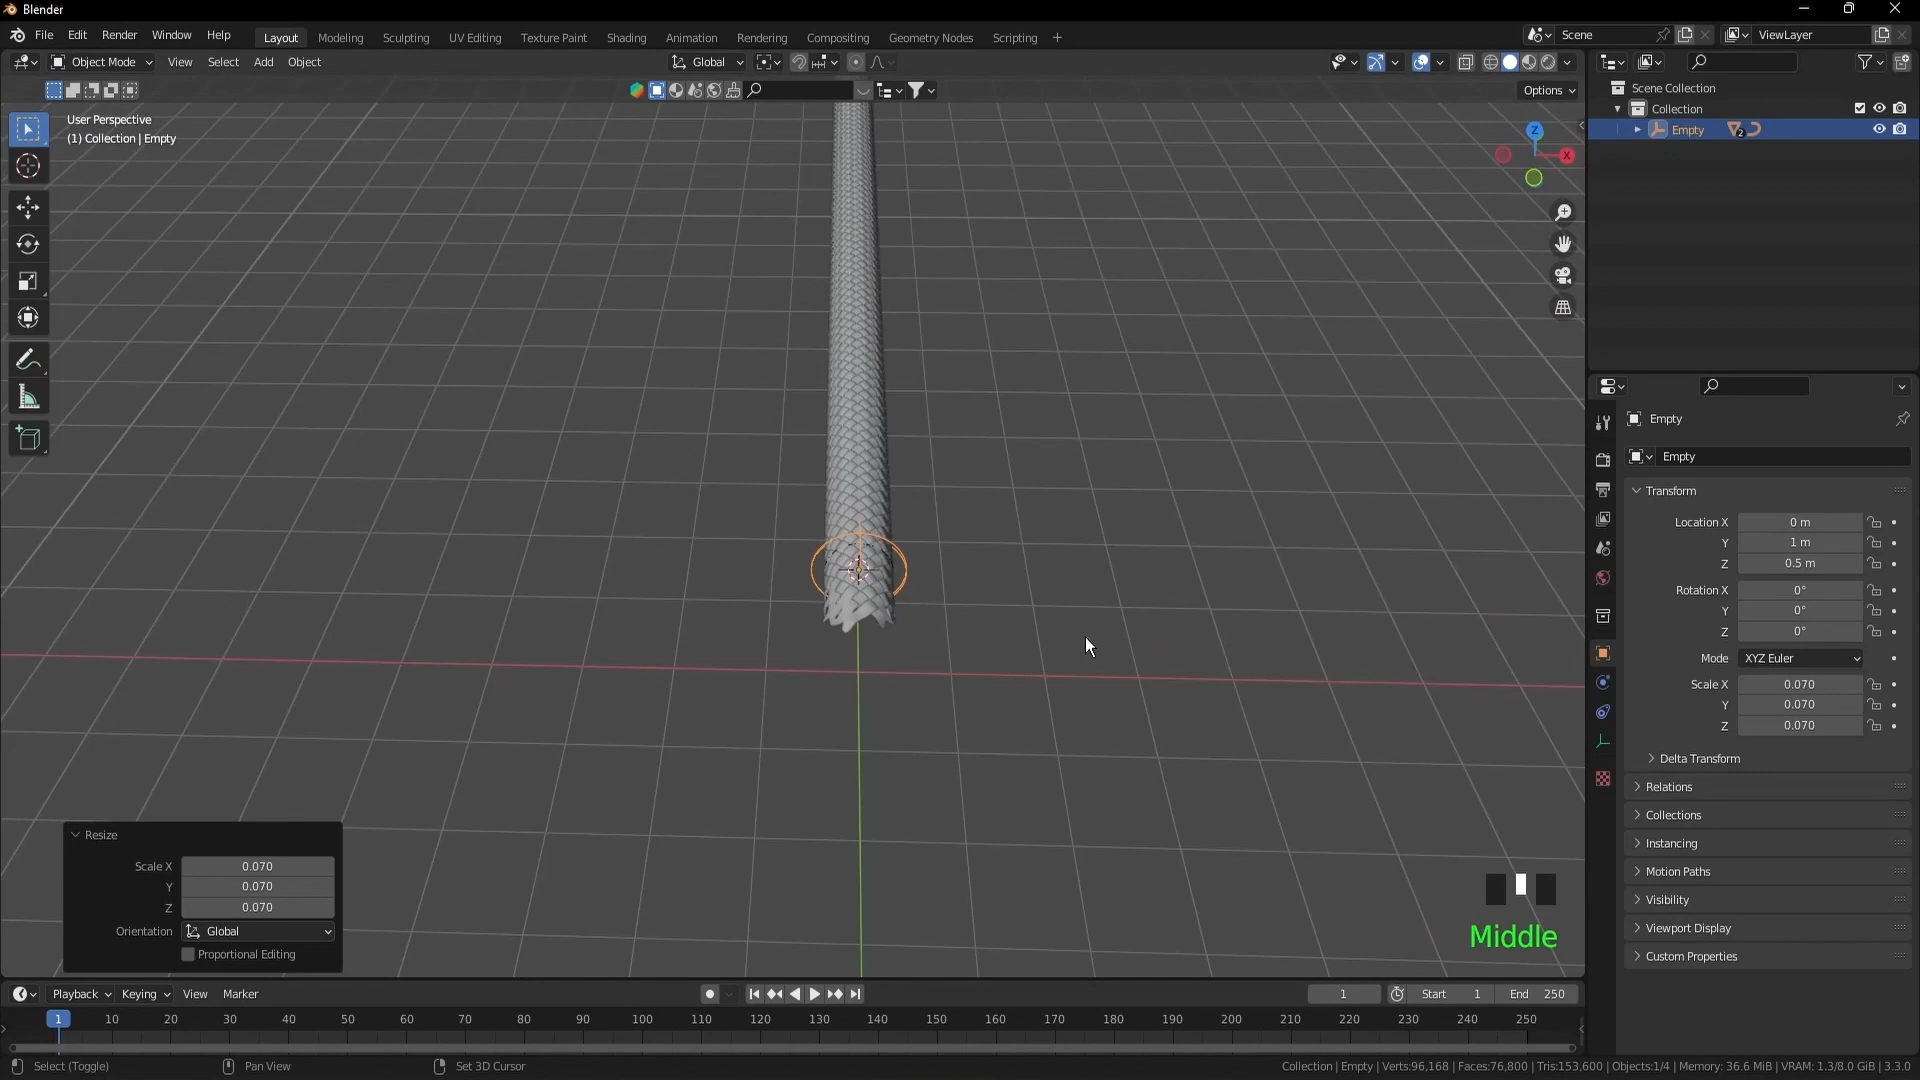 Blender
File Edit Render Window Help Layout Modeling Sculpting UV Editing Texture Paint Shading Animation Rendering Compositing Geometry Nodes Scripting + Scene ViewLayer
Object Mode View Select Add Object Global
Options
User Perspective
(1) Collection | Empty
Z
X
Scene Collection
Collection
Empty 2
Empty
Empty
Transform
Location X 0 m
Y 1 m
Z 0.5 m
Rotation X 0°
Y 0°
Z 0°
Mode XYZ Euler
Scale X 0.070
Y 0.070
Z 0.070
Delta Transform
Relations
Collections
Instancing
Motion Paths
Visibility
Viewport Display
Custom Properties
Resize
Scale X 0.070
Y 0.070
Z 0.070
Orientation Global
Proportional Editing
Middle
Playback Keying View Marker 1 Start 1 End 250
1 10 20 30 40 50 60 70 80 90 100 110 120 130 140 150 160 170 180 190 200 210 220 230 240 250
Select (Toggle) Pan View Set 3D Cursor Collection | Empty | Verts:96,168 | Faces:76,800 | Tris:153,600 | Objects:1/4 | Memory: 36.6 MiB | VRAM: 1.3/8.0 GiB | 3.3.0